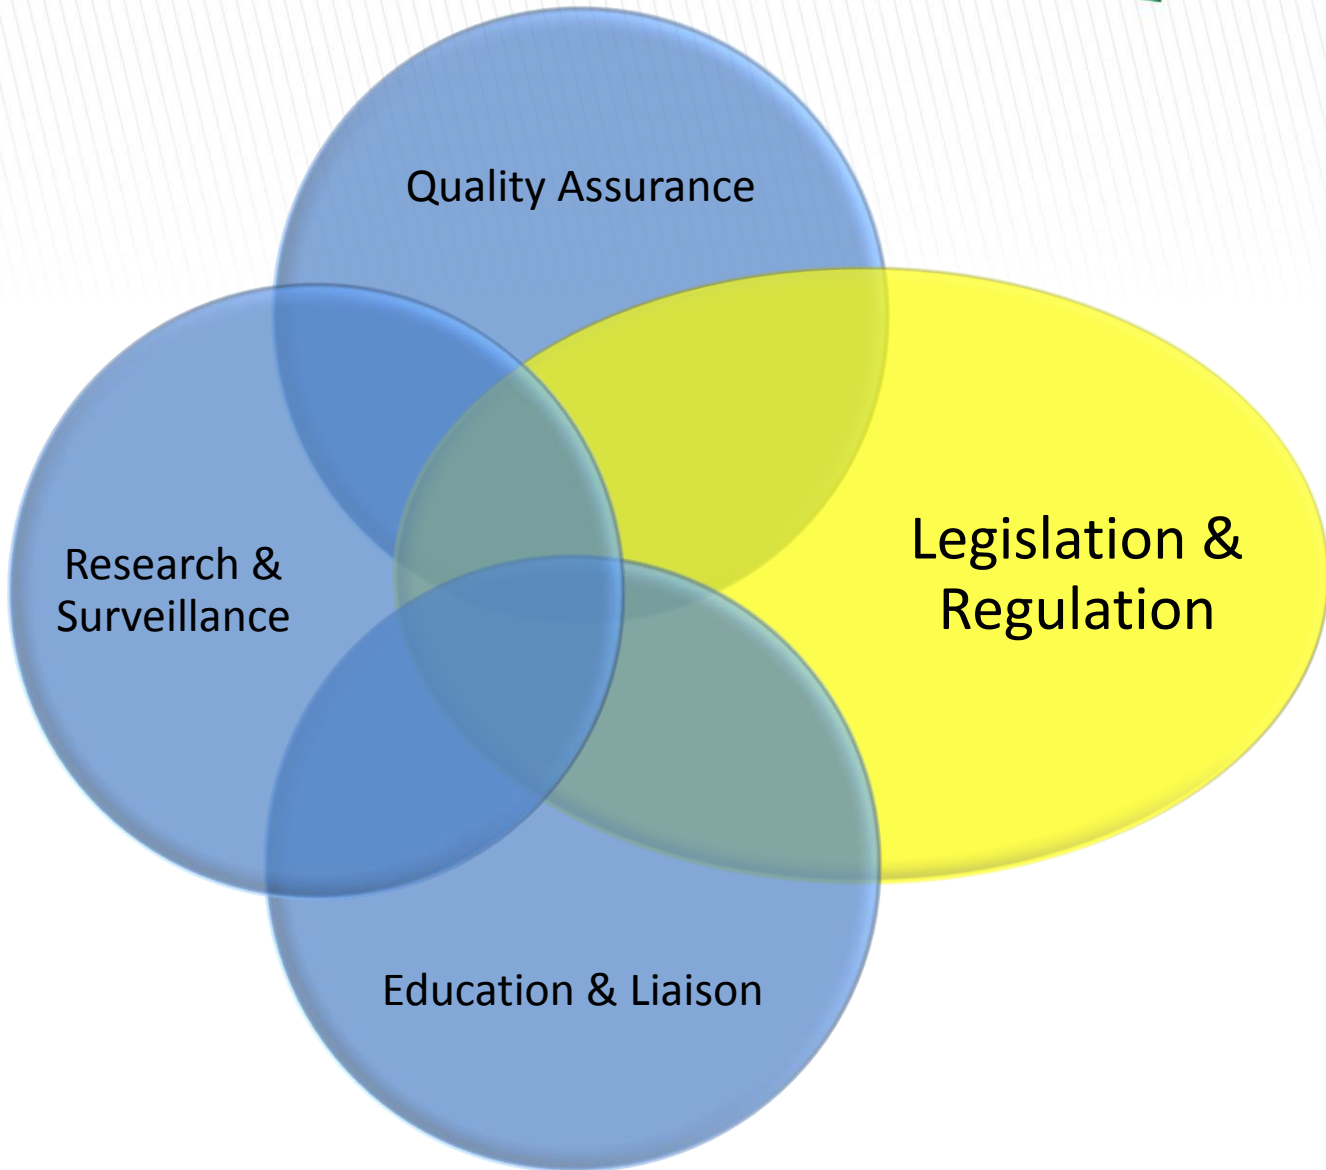 Quality Assurance
Research &
Surveillance
Legislation &
Regulation
Education & Liaison